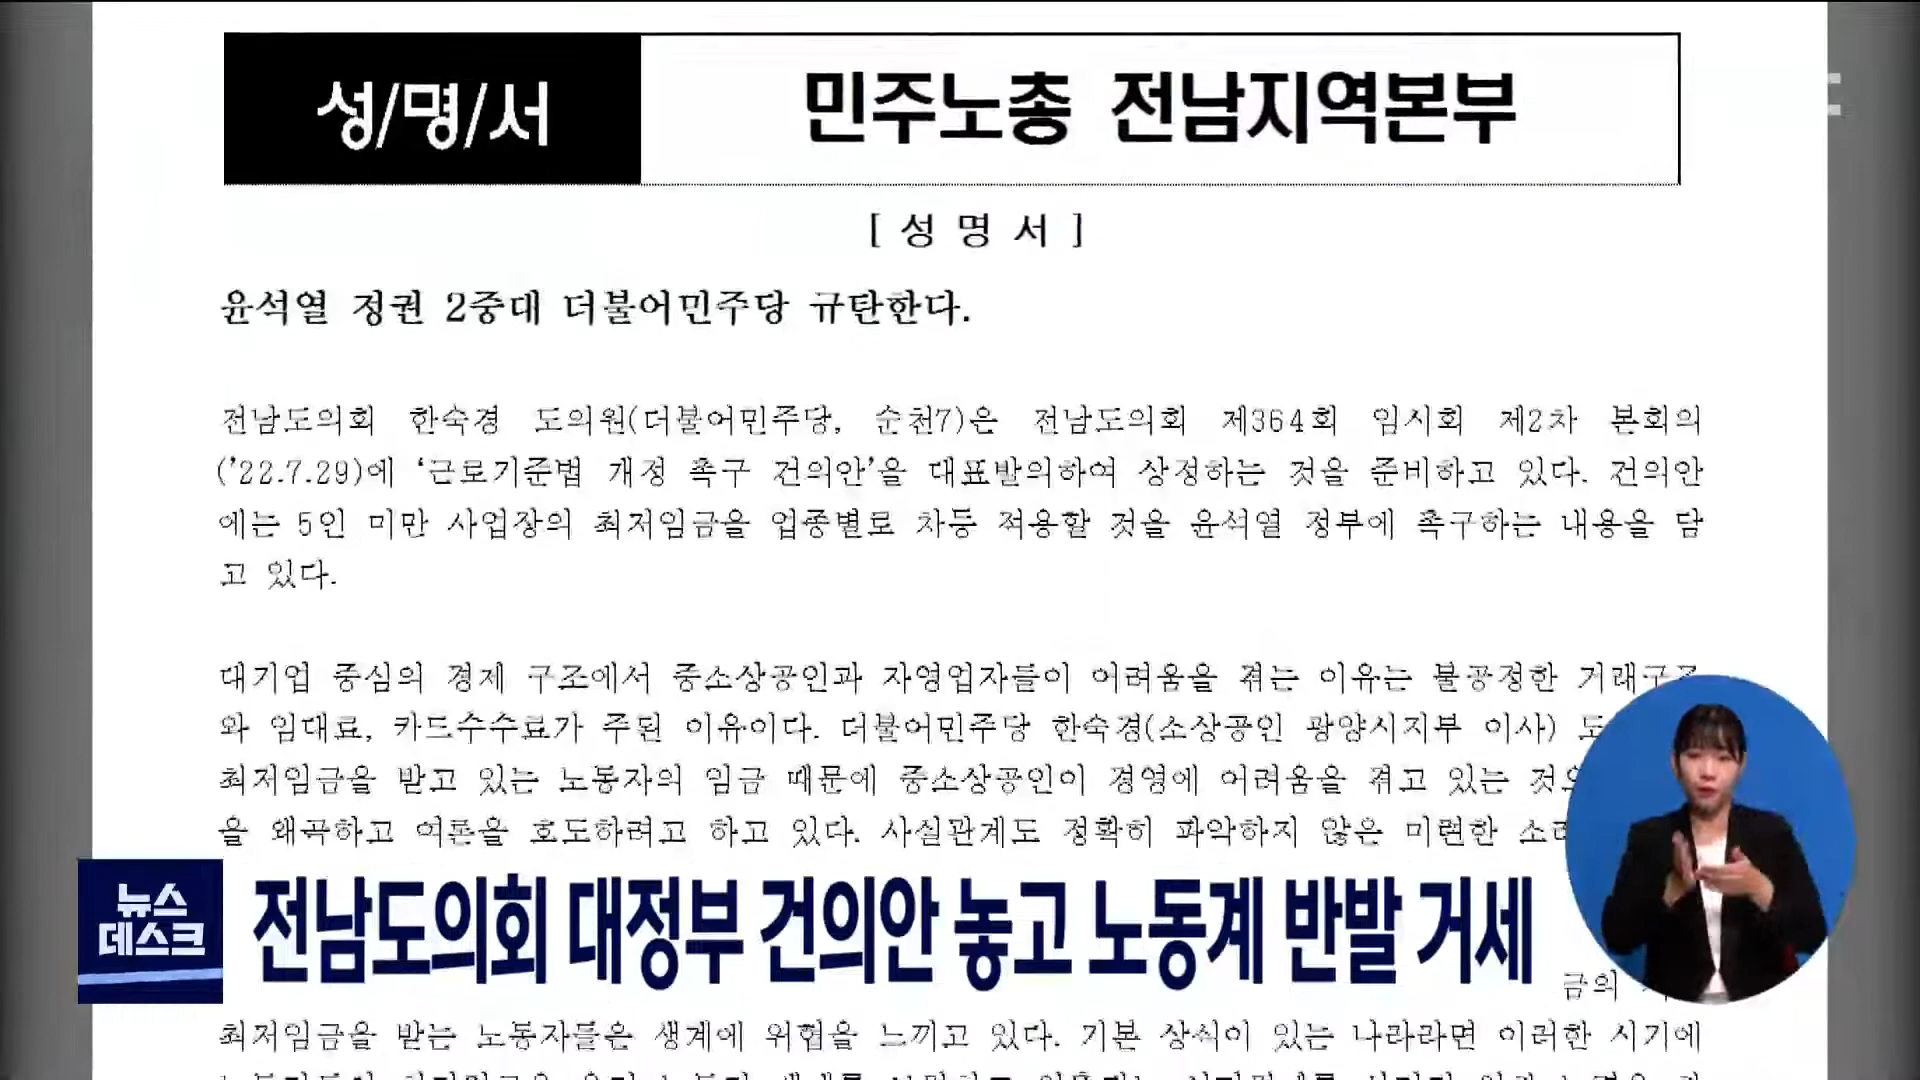 성/명/서 민주노총 전남지역본부
[ 성 명 서 ]
윤석열 정권 2중대 더불어민주당 규탄한다.
전남도의회 한숙경 도의원(더불어민주당, 순천7)은 전남도의회 제364회 임시회 제2차 본회의
('22.7.29)에 '근로기준법 개정 촉구 건의안'을 대표발의하여 상정하는 것을 준비하고 있다. 건의안
에는 5인 미만 사업장의 최저임금을 업종별로 차등 적용할 것을 윤석열 정부에 촉구하는 내용을 담
고 있다.
대기업 중심의 경제 구조에서 중소상공인과 자영업자들이 어려움을 겪는 이유는 불공정한 거래구조
와 임대료, 카드수수료가 주된 이유이다. 더불어민주당 한숙경(소상공인 광양시지부 이사)
최저임금을 받고 있는 노동자의 임금 때문에 중소상공인이 경영에 어려움을 겪고 있는
을 왜곡하고 여론을 호도하려고 하고 있다. 사실관계도 정확히 파악하지 않은 미련한
뉴스
데스크
전남도의회 대정부 건의안 놓고 노동계 반발 거세
금의
최저임금을 받는 노동자들은 생계에 위협을 느끼고 있다. 기본 상식이 있는 나라라면 이러한 시기에